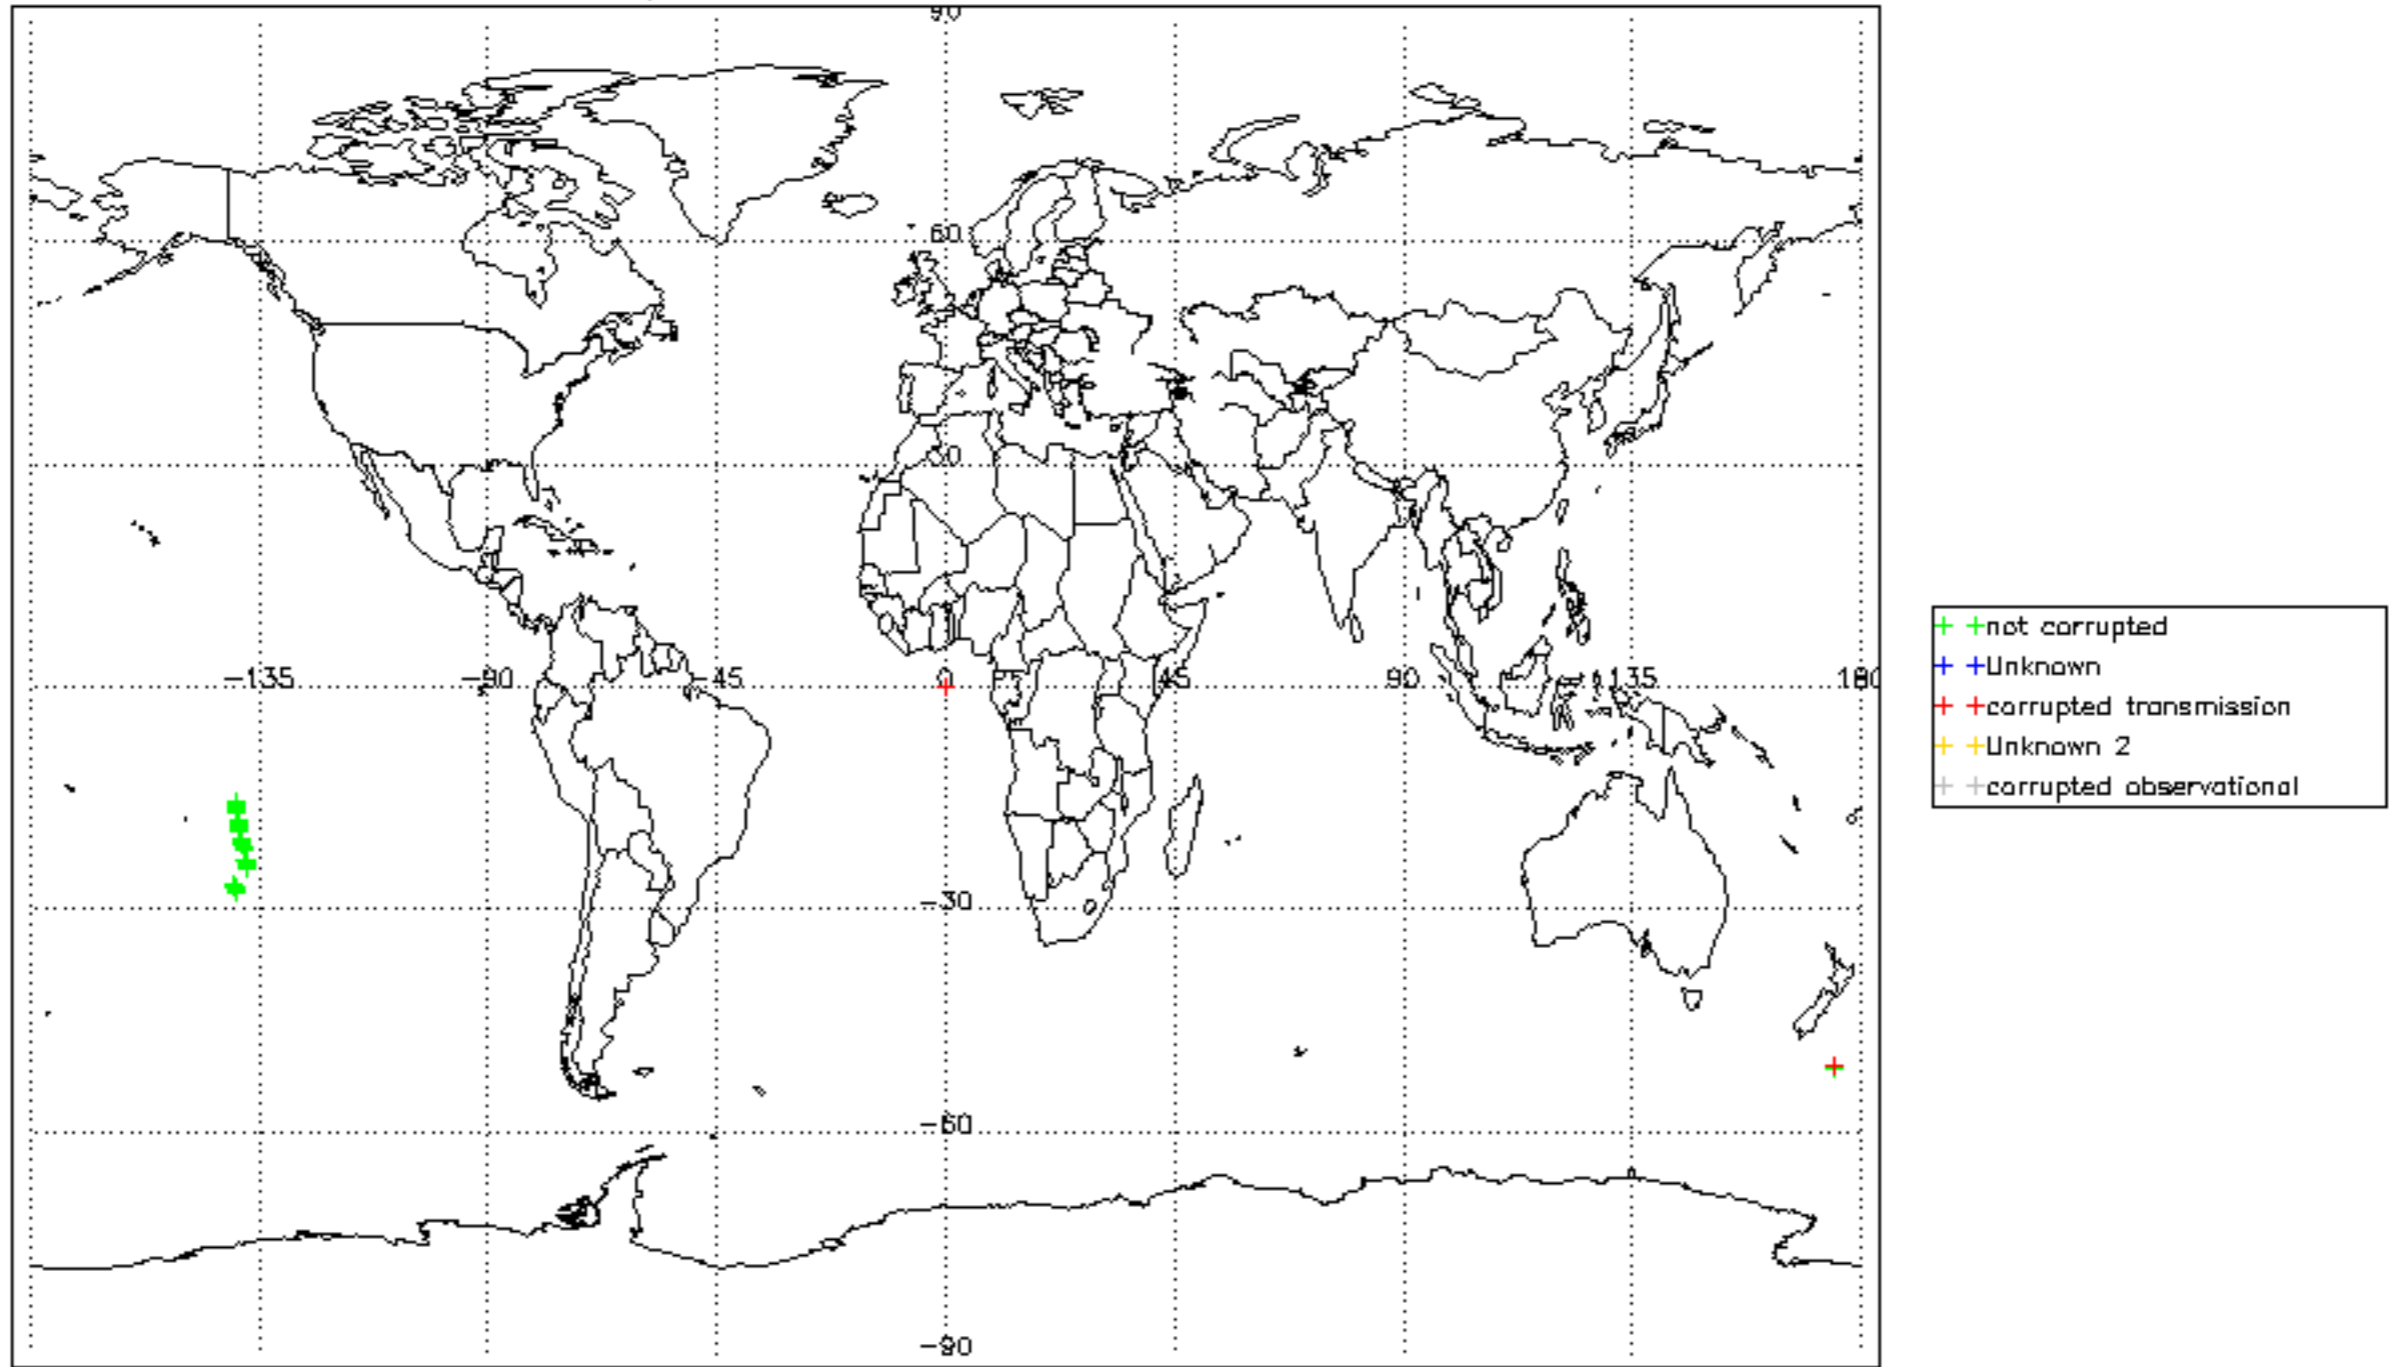 90
60
30
-135 -90 -45 0 45 90 135 180
-30
-60
-90
not corrupted
Unknown
corrupted transmission
Unknown 2
corrupted observational